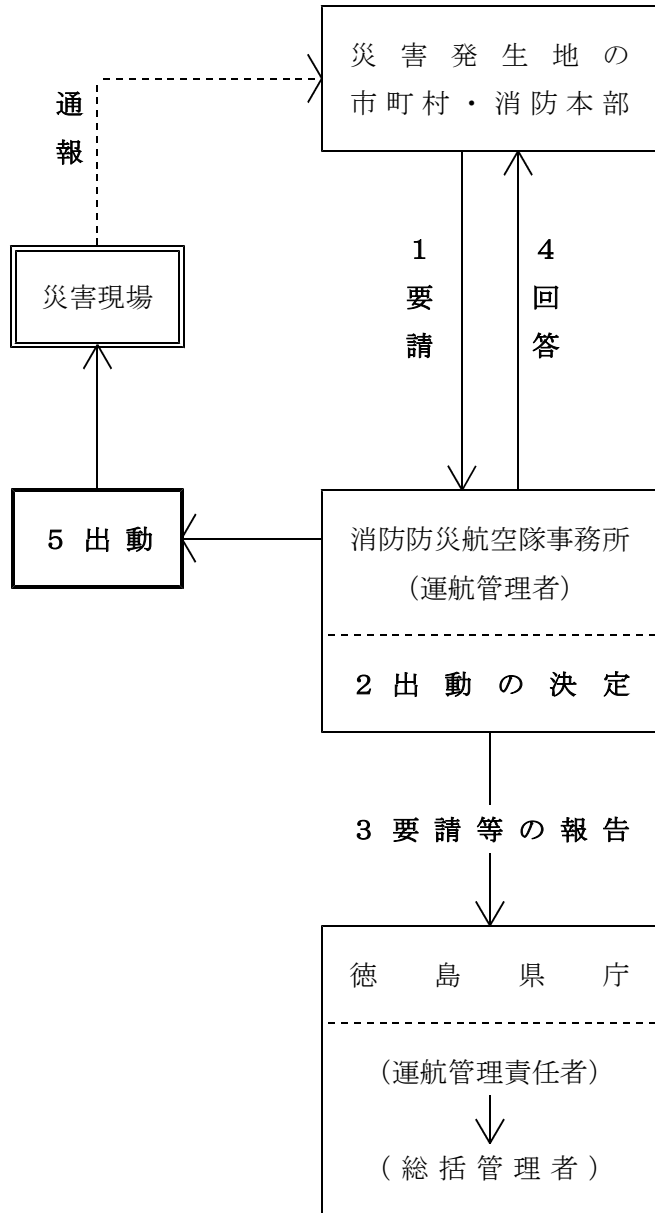 災害発生地の
市町村・消防本部
通報
災害現場
1要請
4回答
5出動
消防防災航空隊事務所
(運航管理者)
2出動の決定
3要請等の報告
徳島県庁
(運航管理責任者)
(総括管理者)